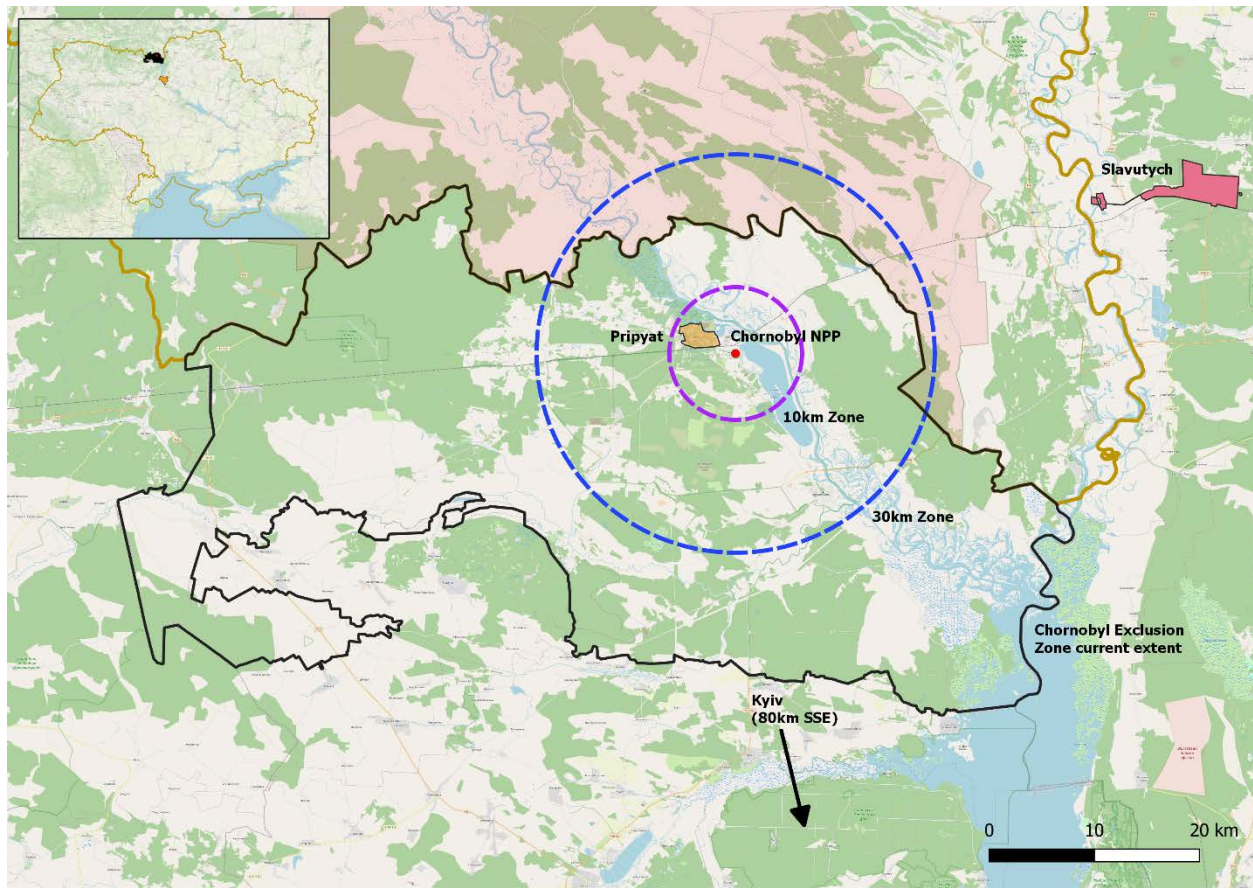 Slavutych
Pripyat
Chornobyl NPP
10km Zone
30km Zone
Chornobyl Exclusion
Zone current extent
Kyiv
(80km SSE)
0
10
20 km